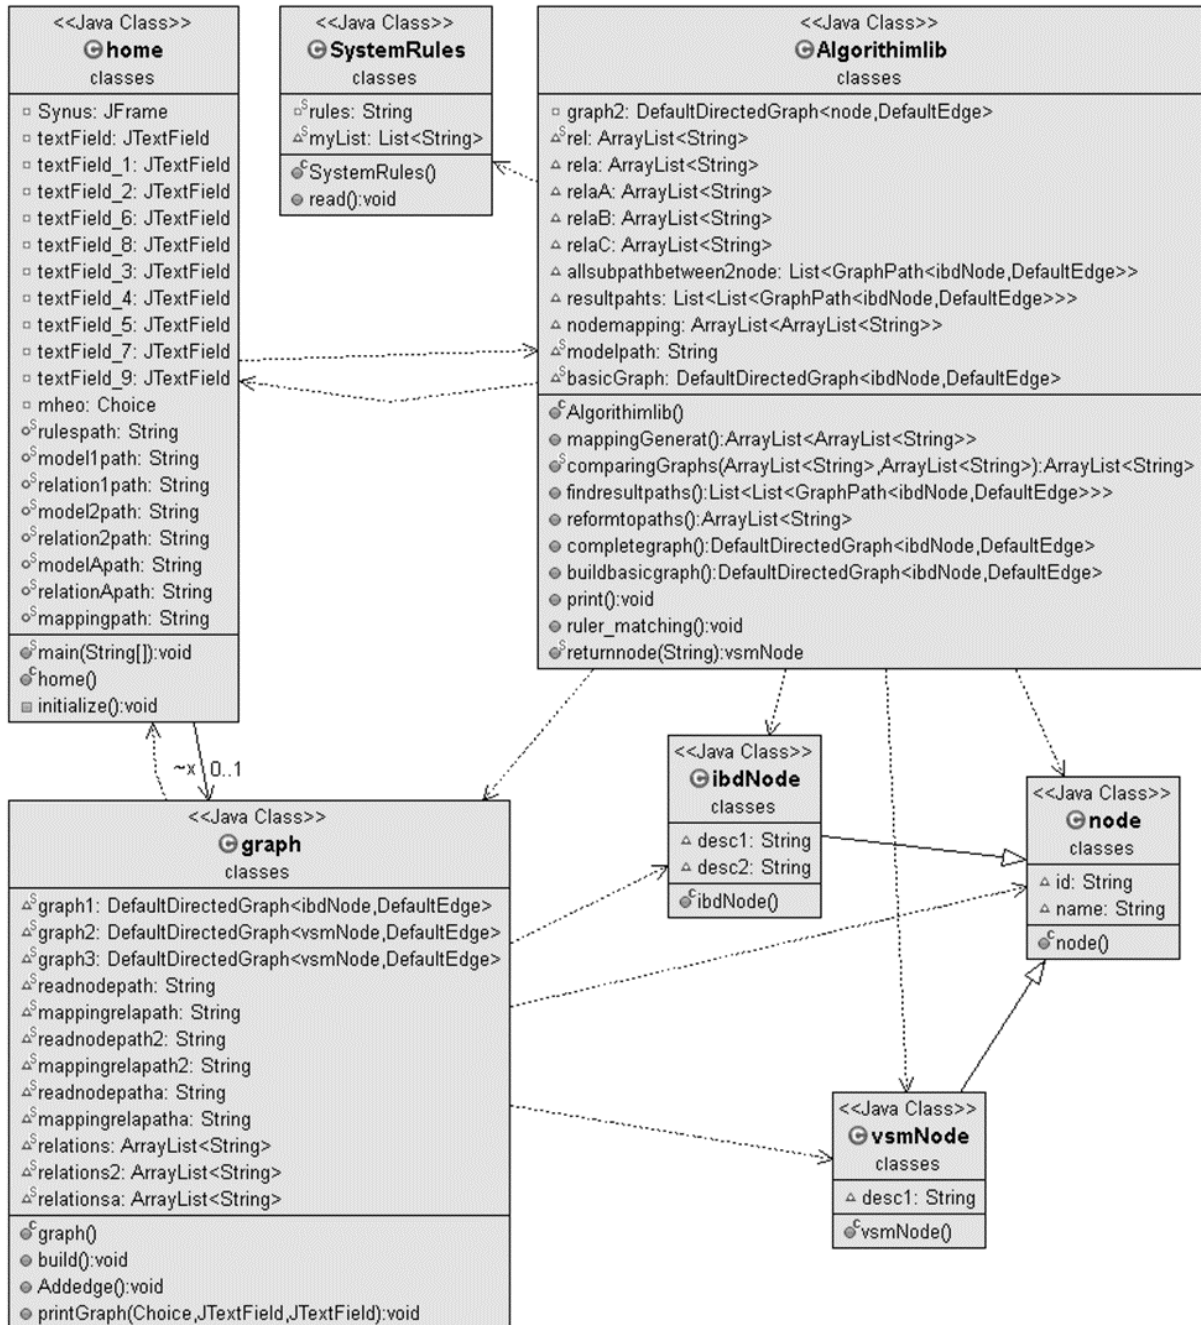 <<Java Class>>
home
classes
Synus: JFrame
textField: JTextField
textField_1: JTextField
textField_2: JTextField
textField_6: JTextField
textField_8: JTextField
textField_3: JTextField
textField_4: JTextField
textField_5: JTextField
textField_7: JTextField
textField_9: JTextField
mheo: Choice
S rulespath: String
S model1path: String
S relation1path: String
S model2path: String
S relation2path: String
S modelApath: String
S relationApath: String
S mappingpath: String
S main(String[]):void
C home()
initialize():void
<<Java Class>>
SystemRules
classes
S rules: String
S myList: List<String>
C SystemRules()
read():void
<<Java Class>>
Algorithimlib
classes
graph2: DefaultDirectedGraph<node,DefaultEdge>
S rel: ArrayList<String>
rela: ArrayList<String>
relaA: ArrayList<String>
relaB: ArrayList<String>
relaC: ArrayList<String>
allsubpathbetween2node: List<GraphPath<ibdNode,DefaultEdge>>
resultpahts: List<List<GraphPath<ibdNode,DefaultEdge>>>
nodemapping: ArrayList<ArrayList<String>>
S modelpath: String
S basicGraph: DefaultDirectedGraph<ibdNode,DefaultEdge>
C Algorithimlib()
mappingGenerat():ArrayList<ArrayList<String>>
S comparingGraphs(ArrayList<String>,ArrayList<String>):ArrayList<String>
findresultpaths():List<List<GraphPath<ibdNode,DefaultEdge>>>
reformtopaths():ArrayList<String>
completegraph():DefaultDirectedGraph<ibdNode,DefaultEdge>
buildbasicgraph():DefaultDirectedGraph<ibdNode,DefaultEdge>
print():void
ruler_matching():void
S returnnode(String):vsmNode
~x 0..1
<<Java Class>>
graph
classes
S graph1: DefaultDirectedGraph<ibdNode,DefaultEdge>
S graph2: DefaultDirectedGraph<vsmNode,DefaultEdge>
S graph3: DefaultDirectedGraph<vsmNode,DefaultEdge>
S readnodepath: String
S mappingrelapath: String
S readnodepath2: String
S mappingrelapath2: String
S readnodepatha: String
S mappingrelapatha: String
S relations: ArrayList<String>
S relations2: ArrayList<String>
S relationsa: ArrayList<String>
C graph()
build():void
Addedge():void
printGraph(Choice,JTextField,JTextField):void
<<Java Class>>
ibdNode
classes
desc1: String
desc2: String
C ibdNode()
<<Java Class>>
node
classes
id: String
name: String
C node()
<<Java Class>>
vsmNode
classes
desc1: String
C vsmNode()